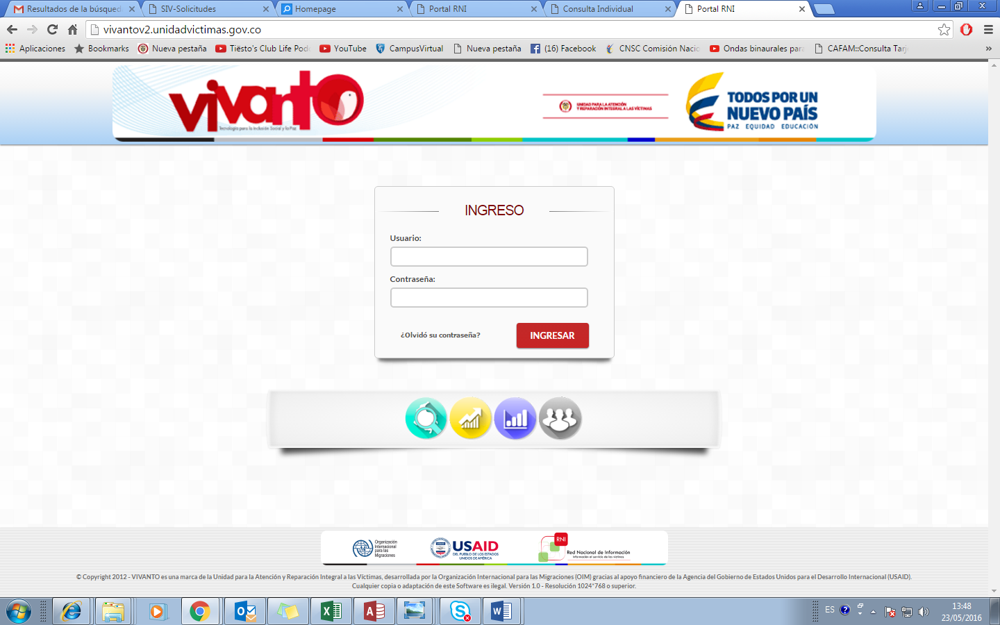 Resultados de la búsqued
SIV-Solicitudes
Homepage
Portal RNI
Consulta Individual
Portal RNI
vivantov2.unidadvictimas.gov.co
Aplicaciones
Bookmarks
Nueva pestaña
Tiësto's Club Life Pod
YouTube
CampusVirtual
Nueva pestaña
(16) Facebook
CNSC Comisión Nacio
Ondas binaurales para
CAFAM::Consulta Tarj
»
vivanto
Tecnología para la Inclusión Social y la Paz
UNIDAD PARA LA ATENCIÓN
Y REPARACIÓN INTEGRAL A LAS VÍCTIMAS
TODOS POR UN
NUEVO PAÍS
PAZ EQUIDAD EDUCACIÓN
INGRESO
Usuario:
Contraseña:
¿Olvidó su contraseña?
INGRESAR
Organización
Internacional
para las
Migraciones
USAID
DEL PUEBLO DE LOS ESTADOS
UNIDOS DE AMÉRICA
RNI
Red Nacional de Información
Información al servicio de las víctimas
© Copyright 2012 - VIVANTO es una marca de la Unidad para la Atención y Reparación Integral a las Víctimas, desarrollada por la Organización Internacional para las Migraciones (OIM) gracias al apoyo financiero de la Agencia del Gobierno de Estados Unidos para el Desarrollo Internacional (USAID).
Cualquier copia o adaptación de este Software es ilegal. Versión 1.0 - Resolución 1024*768 o superior.
ES
13:48
23/05/2016